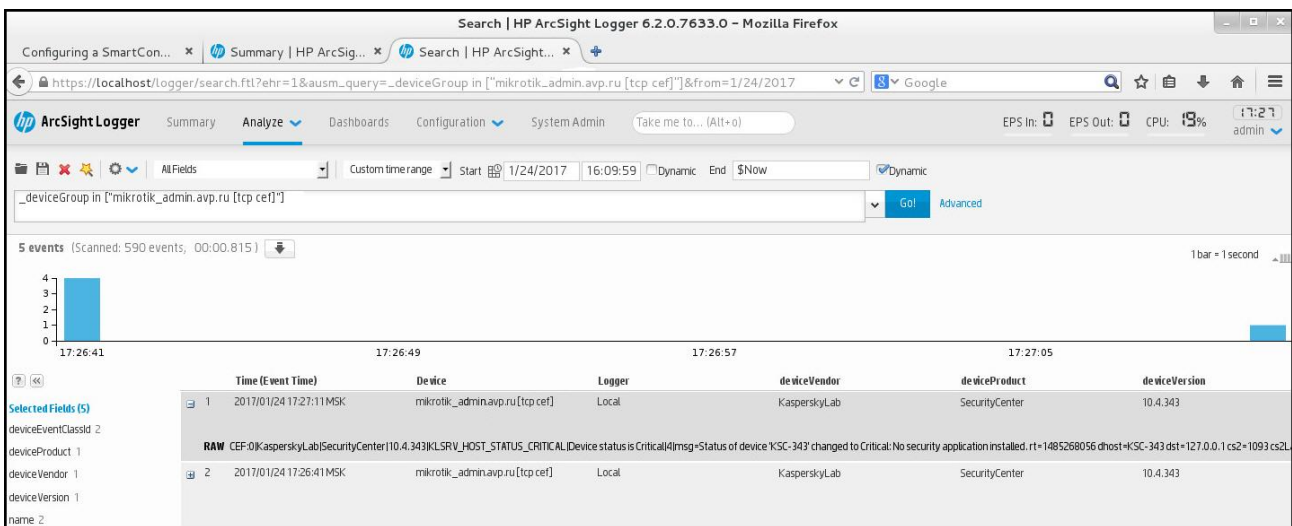 Search | HP ArcSight Logger 6.2.0.7633.0 - Mozilla Firefox
Configuring a SmartCon... × Summary | HP ArcSig... × Search | HP ArcSight... ×
https://localhost/logger/search.ftl?ehr=1&ausm_query=_deviceGroup in ["mikrotik_admin.avp.ru [tcp cef]"]&from=1/24/2017 Google
hp ArcSight Logger Summary Analyze Dashboards Configuration System Admin Take me to... (Alt+o) EPS In: 0 EPS Out: 0 CPU: 19% 17:27
admin
All Fields Custom time range Start 1/24/2017 16:09:59 Dynamic End $Now Dynamic
_deviceGroup in ["mikrotik_admin.avp.ru [tcp cef]"] Go! Advanced
5 events (Scanned: 590 events, 00:00.815)
1 bar = 1 second
4
3
2
1
0
17:26:41 17:26:49 17:26:57 17:27:05
? «
Time (Event Time) Device Logger deviceVendor deviceProduct deviceVersion
Selected Fields (5)
1 2017/01/24 17:27:11 MSK mikrotik_admin.avp.ru [tcp cef] Local KasperskyLab SecurityCenter 10.4.343
deviceEventClassId 2
RAW CEF:0|KasperskyLab|SecurityCenter|10.4.343|KLSRV_HOST_STATUS_CRITICAL|Device status is Critical|4|msg=Status of device 'KSC-343' changed to Critical: No security application installed. rt=1485268056 dhost=KSC-343 dst=127.0.0.1 cs2=1093 cs2L
deviceProduct 1
deviceVendor 1
2 2017/01/24 17:26:41 MSK mikrotik_admin.avp.ru [tcp cef] Local KasperskyLab SecurityCenter 10.4.343
deviceVersion 1
name 2